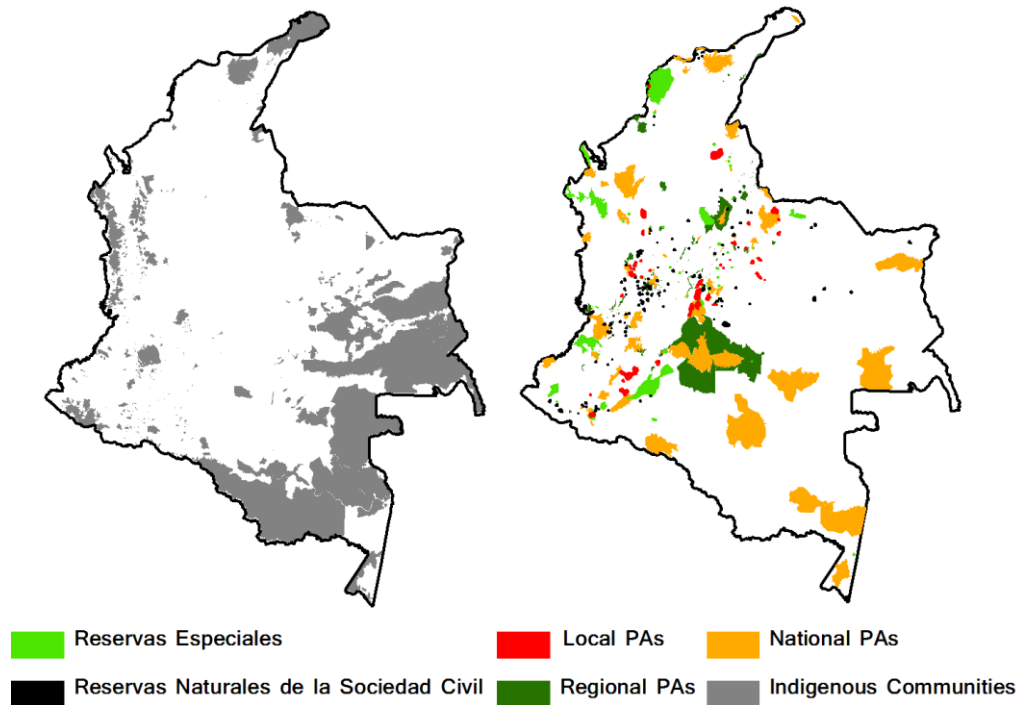 Reservas Especiales
Local PAs
National PAs
Reservas Naturales de la Sociedad Civil
Regional PAs
Indigenous Communities